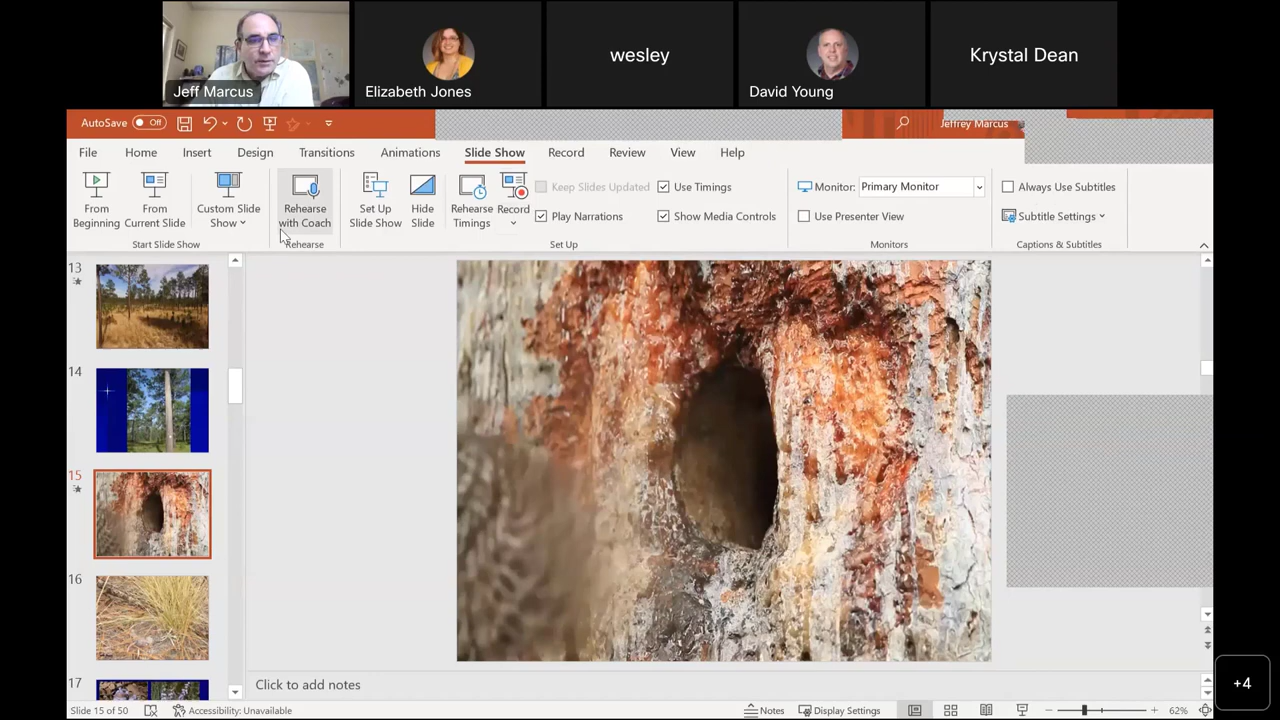 Jeff Marcus
Elizabeth Jones
wesley
David Young
Krystal Dean
AutoSave Off
Jeffrey Marcus
File Home Insert Design Transitions Animations Slide Show Record Review View Help
From Beginning
From Current Slide
Custom Slide Show
Rehearse with Coach
Set Up Slide Show
Hide Slide
Rehearse Timings
Record
Keep Slides Updated
Use Timings
Play Narrations
Show Media Controls
Monitor: Primary Monitor
Use Presenter View
Always Use Subtitles
Subtitle Settings
Start Slide Show
Rehearse
Set Up
Monitors
Captions & Subtitles
13
14
15
16
17
Click to add notes
Slide 15 of 50
Accessibility: Unavailable
Notes
Display Settings
62%
+4